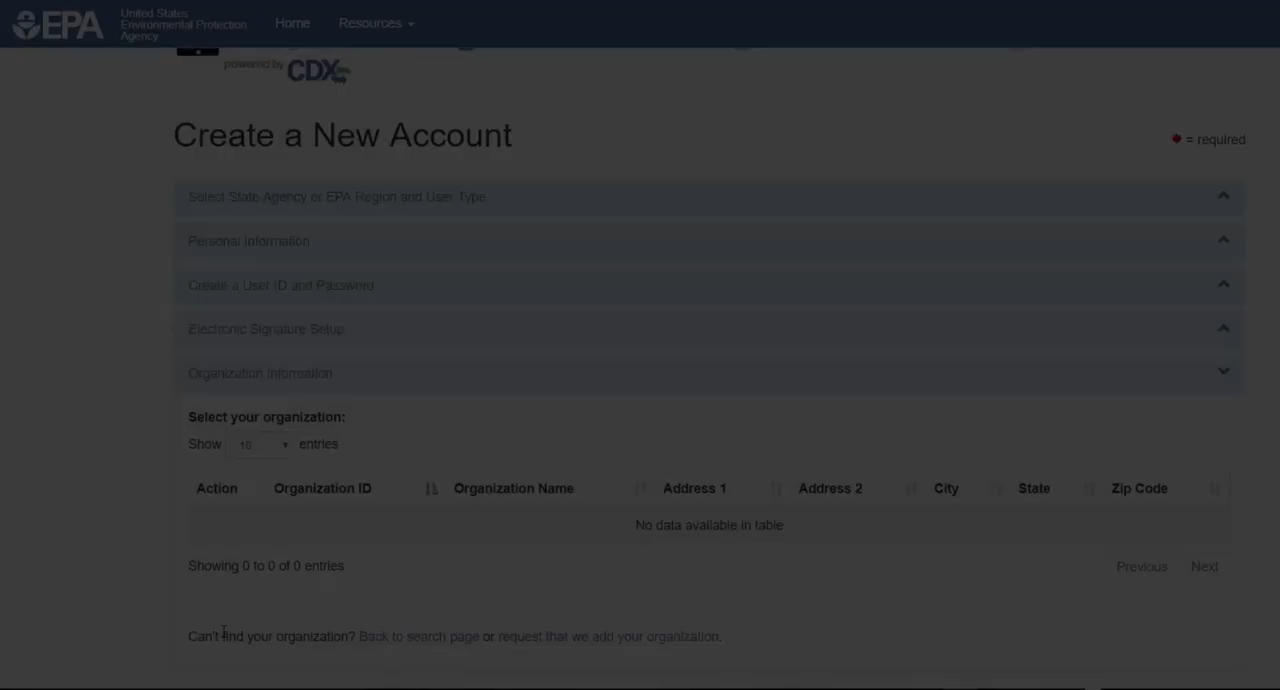 EPA
United States
Environmental Protection
Agency
Home
Resources
powered by CDX
Create a New Account
= required
Select State Agency or EPA Region and User Type
Personal Information
Create a User ID and Password
Electronic Signature Setup
Organization Information
Select your organization:
Show 10 entries
Action Organization ID Organization Name Address 1 Address 2 City State Zip Code
No data available in table
Showing 0 to 0 of 0 entries
Previous Next
Can't find your organization? Back to search page or request that we add your organization.